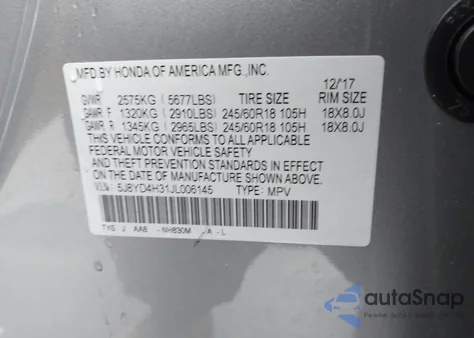 MFD.BY HONDA OF AMERICA MFG.,INC.
12/'17
GVWR 2575KG ( 5677LBS) TIRE SIZE RIM SIZE
GAWR F 1320KG ( 2910LBS) 245/60R18 105H 18X8.0J
GAWR R 1345KG ( 2965LBS) 245/60R18 105H 18X8.0J
THIS VEHICLE CONFORMS TO ALL APPLICABLE
FEDERAL MOTOR VEHICLE SAFETY
AND THEFT PREVENTION STANDARDS IN EFFECT
ON THE DATE OF MANUFACTURE SHOWN ABOVE.
V.I.N: 5J8YD4H31JL006145 TYPE: MPV
TYS J AA8 - NH830M - A - L -
autoSnap